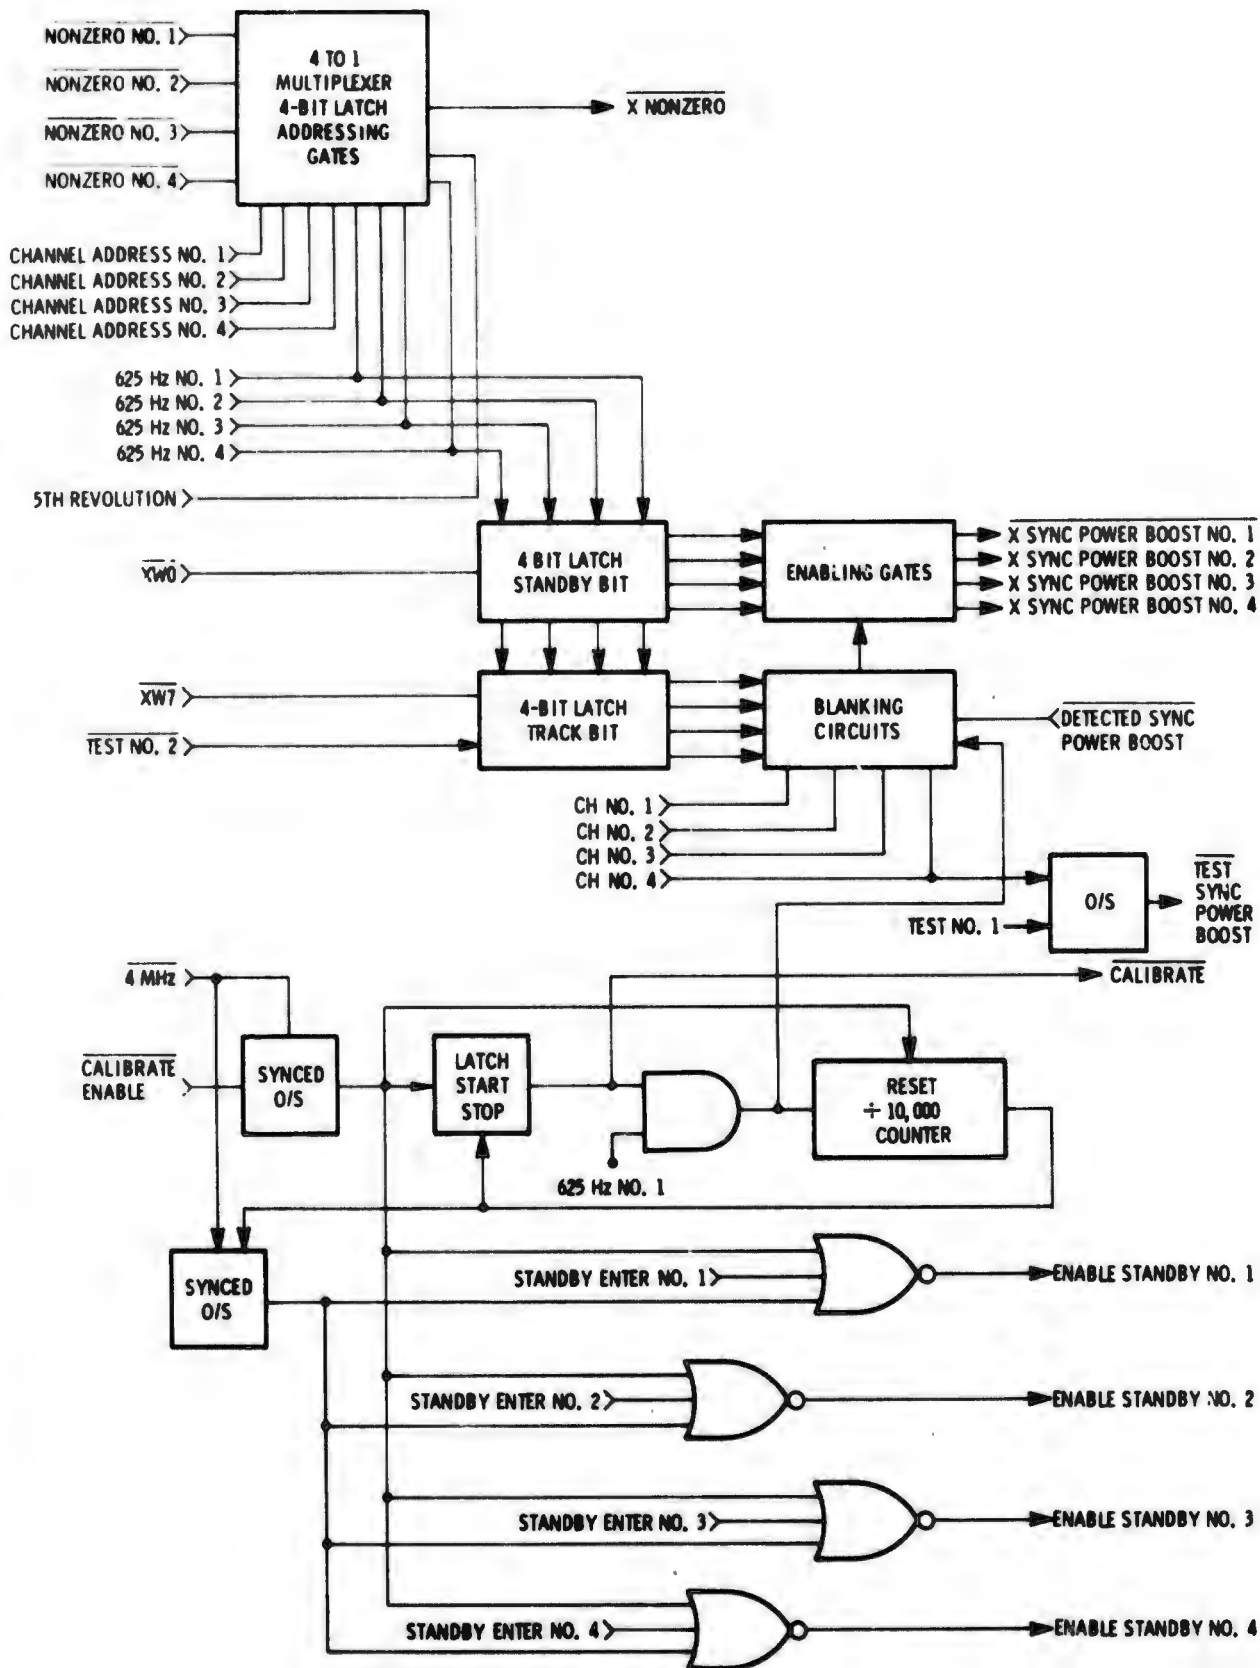 NONZERO NO. 1
NONZERO NO. 2
NONZERO NO. 3
NONZERO NO. 4
4 TO 1
MULTIPLEXER
4-BIT LATCH
ADDRESSING
GATES
X NONZERO
CHANNEL ADDRESS NO. 1
CHANNEL ADDRESS NO. 2
CHANNEL ADDRESS NO. 3
CHANNEL ADDRESS NO. 4
625 Hz NO. 1
625 Hz NO. 2
625 Hz NO. 3
625 Hz NO. 4
5TH REVOLUTION
XW0
4 BIT LATCH
STANDBY BIT
ENABLING GATES
X SYNC POWER BOOST NO. 1
X SYNC POWER BOOST NO. 2
X SYNC POWER BOOST NO. 3
X SYNC POWER BOOST NO. 4
XW7
TEST NO. 2
4-BIT LATCH
TRACK BIT
BLANKING
CIRCUITS
DETECTED SYNC
POWER BOOST
CH NO. 1
CH NO. 2
CH NO. 3
CH NO. 4
TEST NO. 1
O/S
TEST
SYNC
POWER
BOOST
4 MHz
CALIBRATE
CALIBRATE
ENABLE
SYNCED
O/S
LATCH
START
STOP
625 Hz NO. 1
RESET
÷ 10,000
COUNTER
SYNCED
O/S
STANDBY ENTER NO. 1
ENABLE STANDBY NO. 1
STANDBY ENTER NO. 2
ENABLE STANDBY NO. 2
STANDBY ENTER NO. 3
ENABLE STANDBY NO. 3
STANDBY ENTER NO. 4
ENABLE STANDBY NO. 4